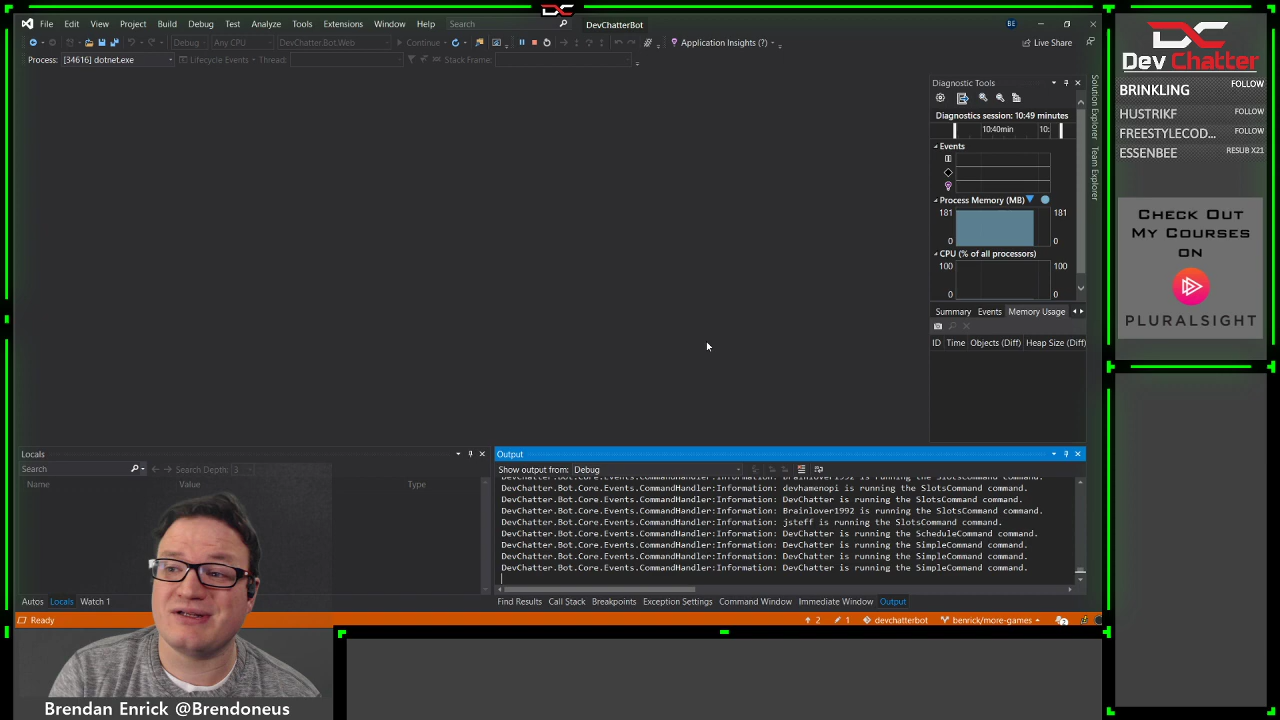 File Edit View Project Build Debug Test Analyze Tools Extensions Window Help Search DevChatterBot BE
Debug Any CPU DevChatter.Bot.Web Continue Application Insights (?) Live Share
Process: [34616] dotnet.exe Lifecycle Events Thread: Stack Frame:
Diagnostic Tools
Diagnostics session: 10:49 minutes
10:40min 10:
Events
Process Memory (MB)
181 181
0 0
CPU (% of all processors)
100 100
0 0
Summary Events Memory Usage
ID Time Objects (Diff) Heap Size (Diff)
Solution Explorer
Team Explorer
Dev Chatter
BRINKLING FOLLOW
HUSTRIKF FOLLOW
FREESTYLECOD... FOLLOW
ESSENBEE RESUB X21
CHECK OUT
MY COURSES
ON
PLURALSIGHT
Locals
Search Search Depth: 3
Name Value Type
Autos Locals Watch 1
Output
Show output from: Debug
DevChatter.Bot.Core.Events.CommandHandler:Information: Brainlover1992 is running the SlotsCommand command.
DevChatter.Bot.Core.Events.CommandHandler:Information: devhamenopi is running the SlotsCommand command.
DevChatter.Bot.Core.Events.CommandHandler:Information: DevChatter is running the SlotsCommand command.
DevChatter.Bot.Core.Events.CommandHandler:Information: Brainlover1992 is running the SlotsCommand command.
DevChatter.Bot.Core.Events.CommandHandler:Information: jsteff is running the SlotsCommand command.
DevChatter.Bot.Core.Events.CommandHandler:Information: DevChatter is running the ScheduleCommand command.
DevChatter.Bot.Core.Events.CommandHandler:Information: DevChatter is running the SimpleCommand command.
DevChatter.Bot.Core.Events.CommandHandler:Information: DevChatter is running the SimpleCommand command.
DevChatter.Bot.Core.Events.CommandHandler:Information: DevChatter is running the SimpleCommand command.
Find Results Call Stack Breakpoints Exception Settings Command Window Immediate Window Output
Ready 2 1 devchatterbot benrick/more-games 2
Brendan Enrick @Brendoneus